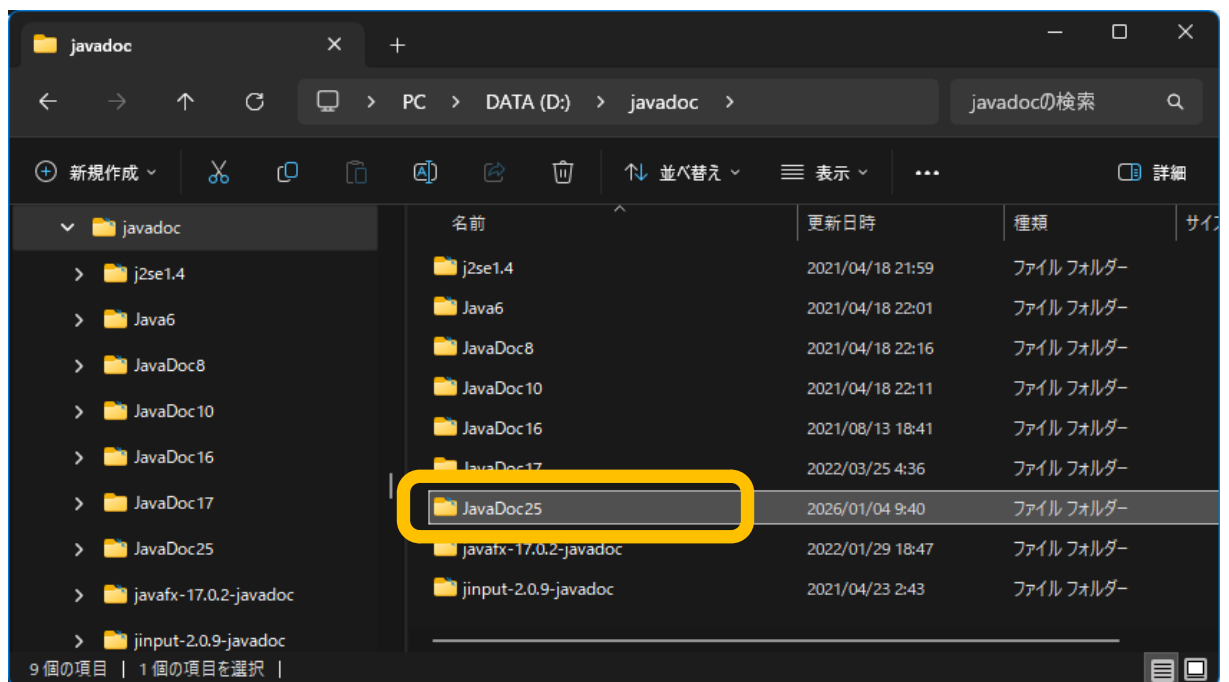 javadoc
PC > DATA (D:) > javadoc >
javadocの検索
新規作成
並べ替え
表示
詳細
javadoc
j2se1.4
Java6
JavaDoc8
JavaDoc10
JavaDoc16
JavaDoc17
JavaDoc25
javafx-17.0.2-javadoc
jinput-2.0.9-javadoc
名前 更新日時 種類 サイズ
j2se1.4 2021/04/18 21:59 ファイル フォルダー
Java6 2021/04/18 22:01 ファイル フォルダー
JavaDoc8 2021/04/18 22:16 ファイル フォルダー
JavaDoc10 2021/04/18 22:11 ファイル フォルダー
JavaDoc16 2021/08/13 18:41 ファイル フォルダー
JavaDoc17 2022/03/25 4:36 ファイル フォルダー
JavaDoc25 2026/01/04 9:40 ファイル フォルダー
javafx-17.0.2-javadoc 2022/01/29 18:47 ファイル フォルダー
jinput-2.0.9-javadoc 2021/04/23 2:43 ファイル フォルダー
9 個の項目 | 1 個の項目を選択 |